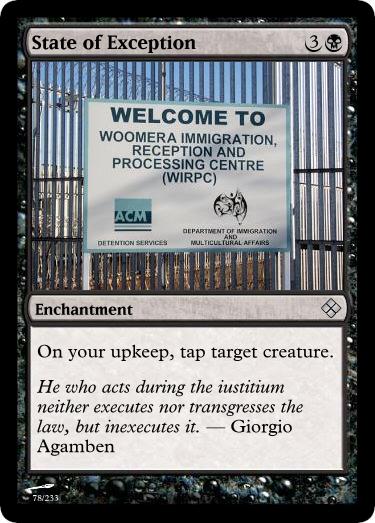 State of Exception 3
WELCOME TO
WOOMERA IMMIGRATION,
RECEPTION AND
PROCESSING CENTRE
(WIRPC)
ACM
DETENTION SERVICES
DEPARTMENT OF IMMIGRATION
AND
MULTICULTURAL AFFAIRS
Enchantment
On your upkeep, tap target creature.
He who acts during the iustitium
neither executes nor transgresses the
law, but inexecutes it. — Giorgio
Agamben
78/233